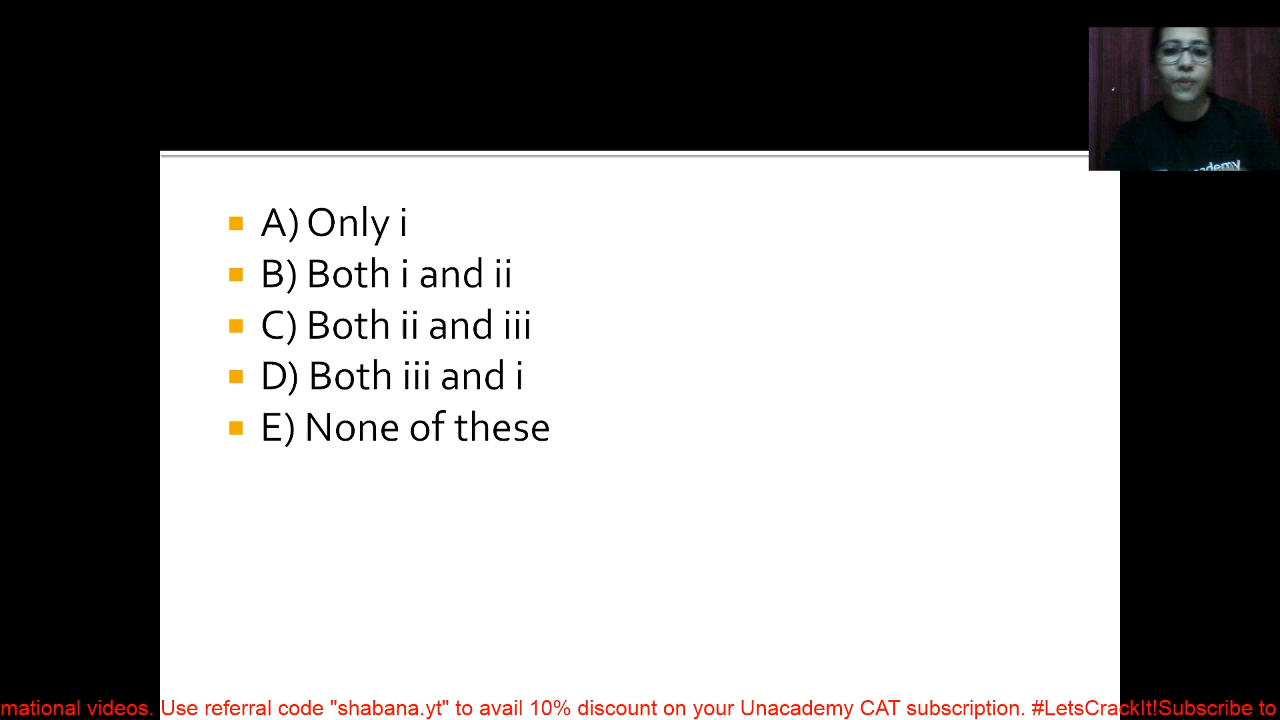 A) Only i
B) Both i and ii
C) Both ii and iii
D) Both iii and i
E) None of these
mational videos. Use referral code "shabana.yt" to avail 10% discount on your Unacademy CAT subscription. #LetsCrackIt!Subscribe to